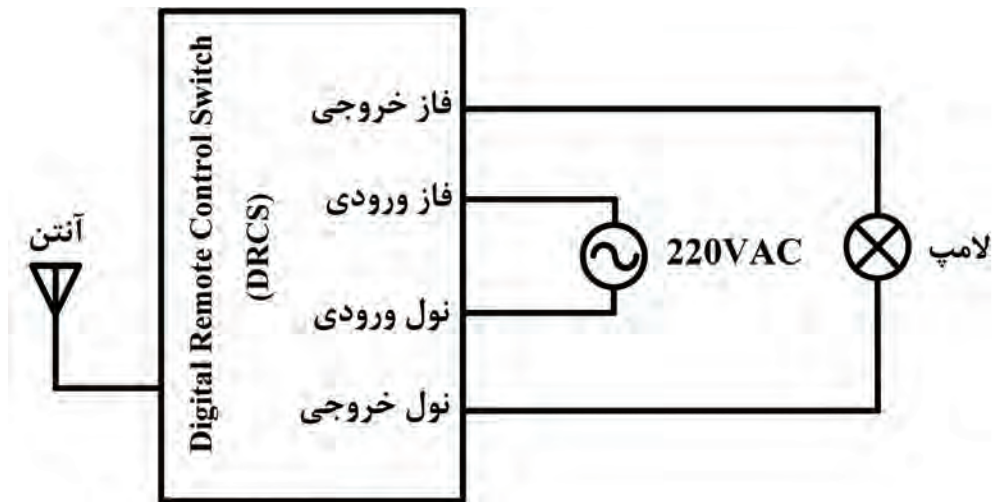 Digital Remote Control Switch
(DRCS)
فاز خروجی
فاز ورودی
نول ورودی
نول خروجی
آنتن
220VAC
لامپ